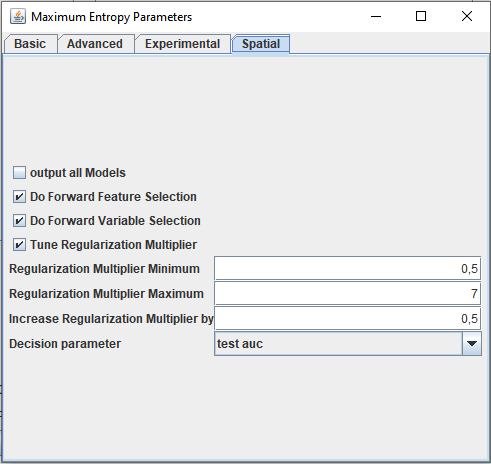 Maximum Entropy Parameters
Basic Advanced Experimental Spatial
output all Models
Do Forward Feature Selection
Do Forward Variable Selection
Tune Regularization Multiplier
Regularization Multiplier Minimum 0,5
Regularization Multiplier Maximum 7
Increase Regularization Multiplier by 0,5
Decision parameter test auc